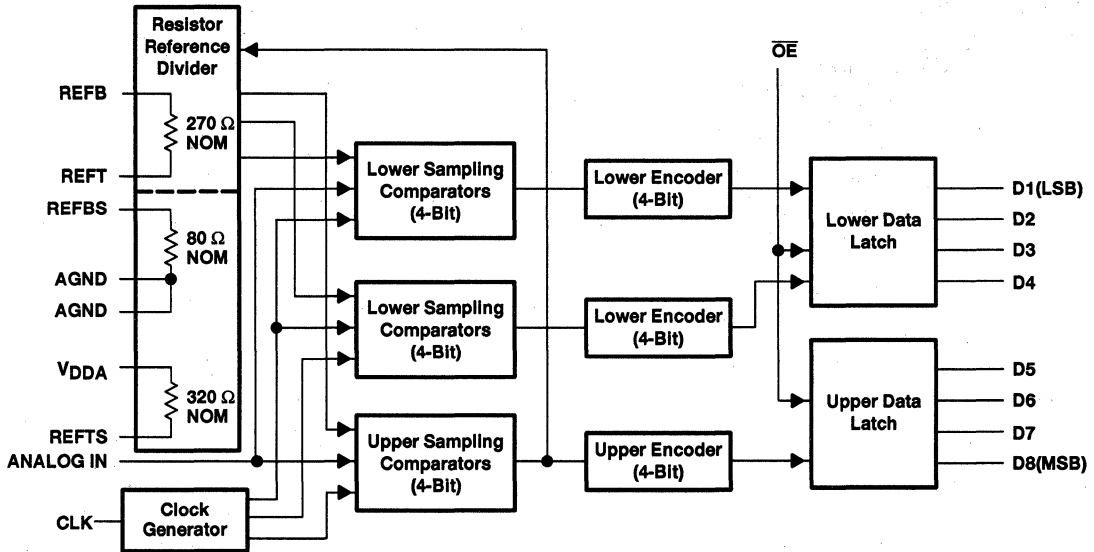 Resistor
Reference
Divider
REFB
270 Ω
NOM
REFT
REFBS
80 Ω
NOM
AGND
AGND
VDDA
320 Ω
NOM
REFTS
ANALOG IN
CLK
Clock
Generator
Lower Sampling
Comparators
(4-Bit)
Lower Sampling
Comparators
(4-Bit)
Upper Sampling
Comparators
(4-Bit)
Lower Encoder
(4-Bit)
Lower Encoder
(4-Bit)
Upper Encoder
(4-Bit)
O̅E̅
Lower Data
Latch
Upper Data
Latch
D1(LSB)
D2
D3
D4
D5
D6
D7
D8(MSB)